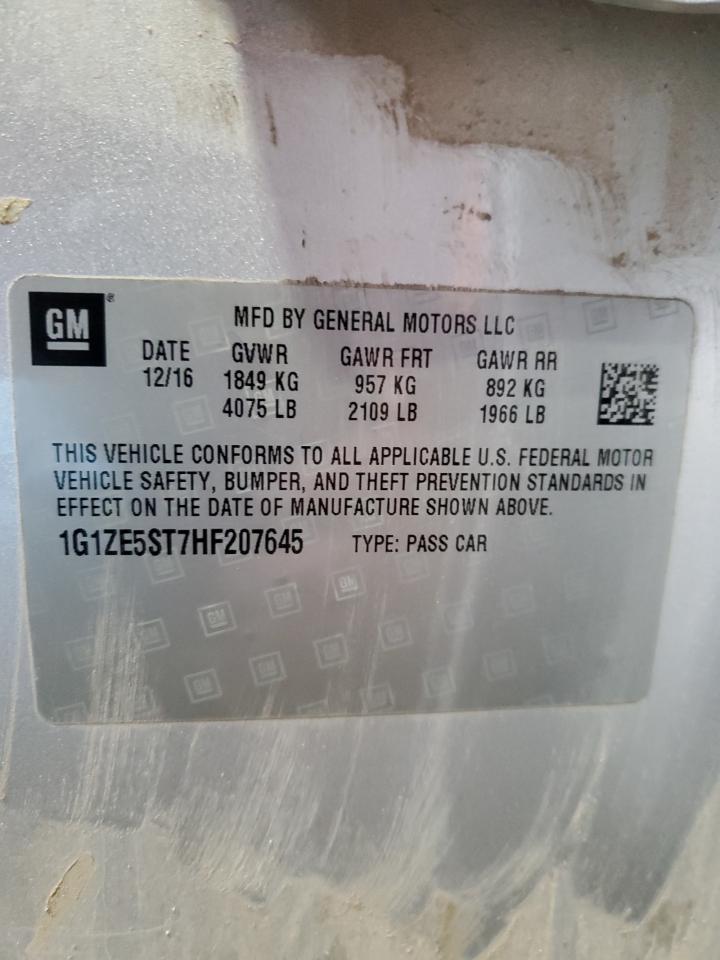 GM®
MFD BY GENERAL MOTORS LLC
DATE GVWR GAWR FRT GAWR RR
12/16 1849 KG 957 KG 892 KG
4075 LB 2109 LB 1966 LB
THIS VEHICLE CONFORMS TO ALL APPLICABLE U.S. FEDERAL MOTOR
VEHICLE SAFETY, BUMPER, AND THEFT PREVENTION STANDARDS IN
EFFECT ON THE DATE OF MANUFACTURE SHOWN ABOVE.
1G1ZE5ST7HF207645 TYPE: PASS CAR